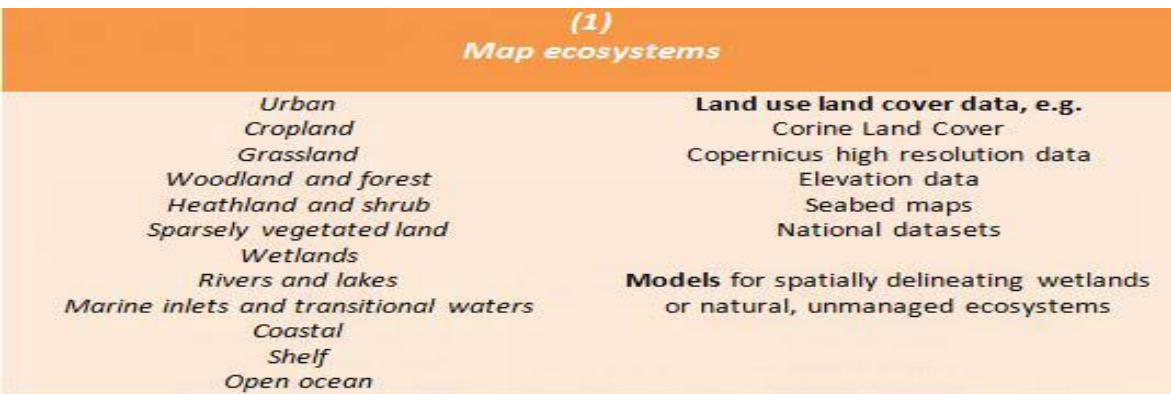 (1)
Map ecosystems
Urban
Cropland
Grassland
Woodland and forest
Heathland and shrub
Sparsely vegetated land
Wetlands
Rivers and lakes
Marine inlets and transitional waters
Coastal
Shelf
Open ocean
Land use land cover data, e.g.
Corine Land Cover
Copernicus high resolution data
Elevation data
Seabed maps
National datasets
Models for spatially delineating wetlands
or natural, unmanaged ecosystems